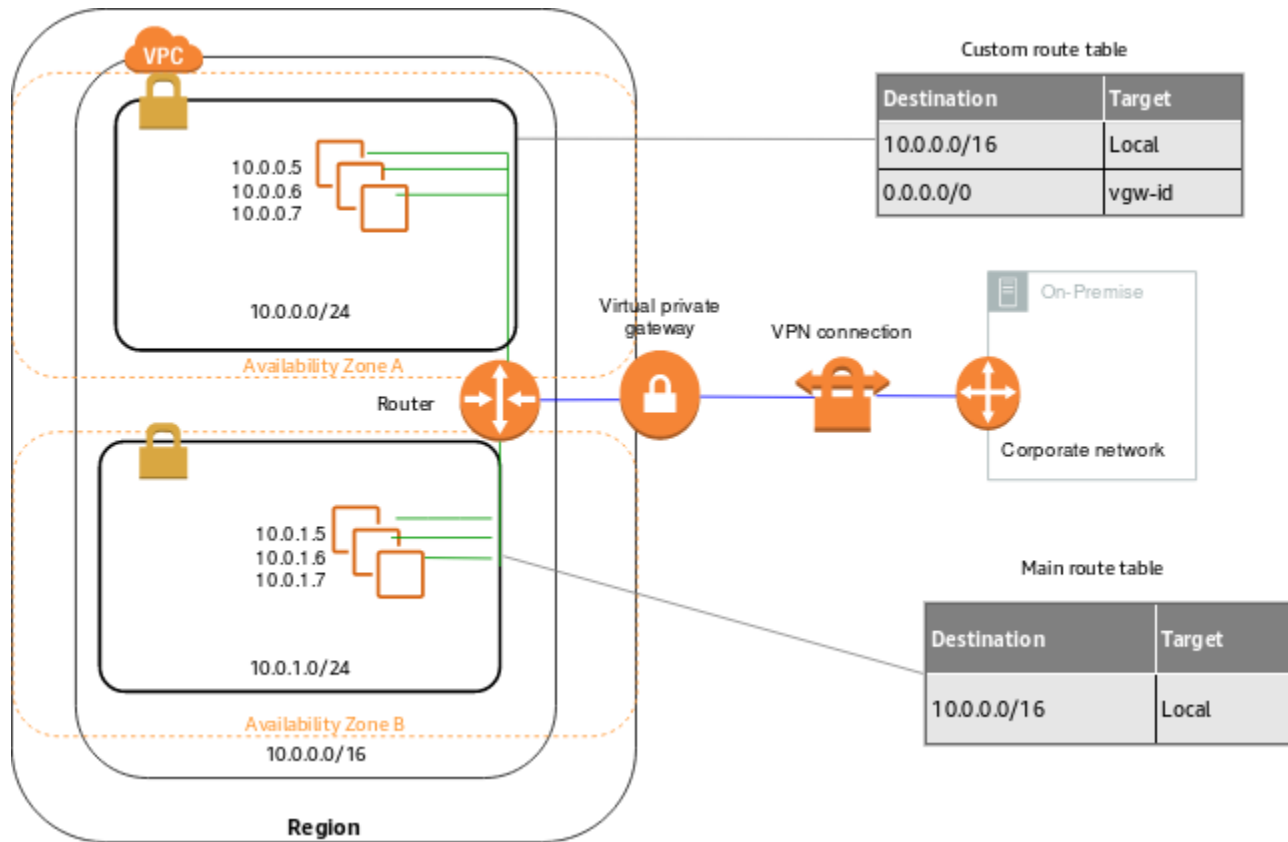 VPC
10.0.0.5
10.0.0.6
10.0.0.7
10.0.0.0/24
Availability Zone A
Router
10.0.1.5
10.0.1.6
10.0.1.7
10.0.1.0/24
Availability Zone B
10.0.0.0/16
Region
Virtual private
gateway
VPN connection
On-Premise
Corporate network
Custom route table
Destination Target
10.0.0.0/16 Local
0.0.0.0/0 vgw-id
Main route table
Destination Target
10.0.0.0/16 Local